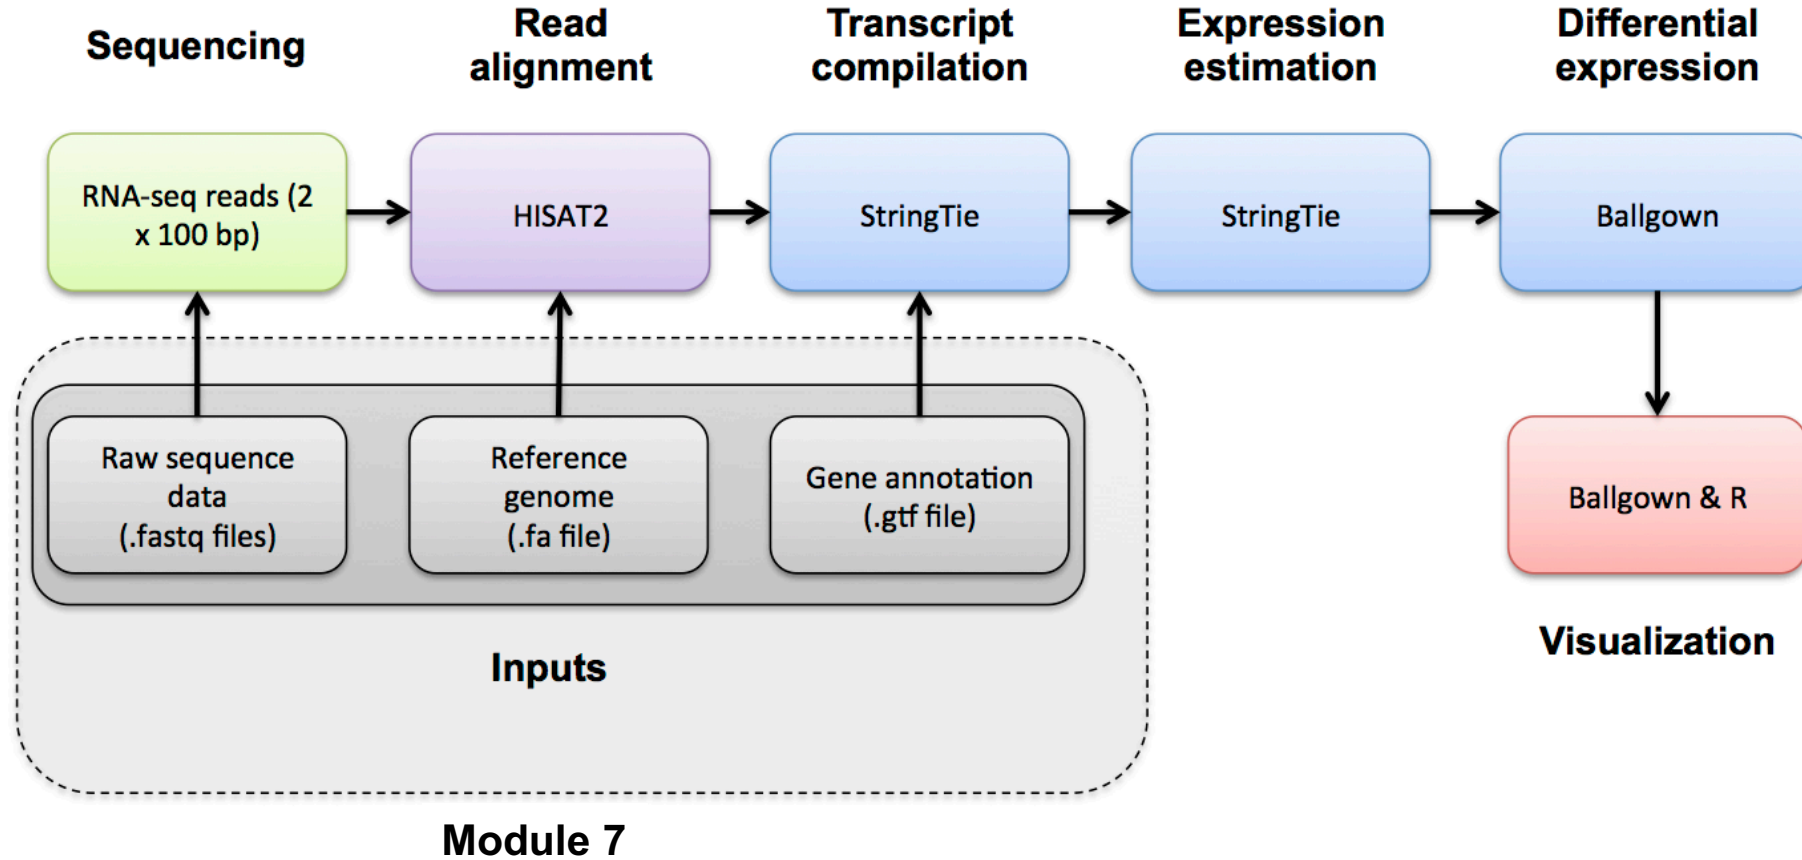 Sequencing
Read
alignment
Transcript
compilation
Expression
estimation
Differential
expression
RNA-seq reads (2
x 100 bp)
HISAT2
StringTie
StringTie
Ballgown
Raw sequence
data
(.fastq files)
Reference
genome
(.fa file)
Gene annotation
(.gtf file)
Ballgown & R
Inputs
Visualization
Module 7